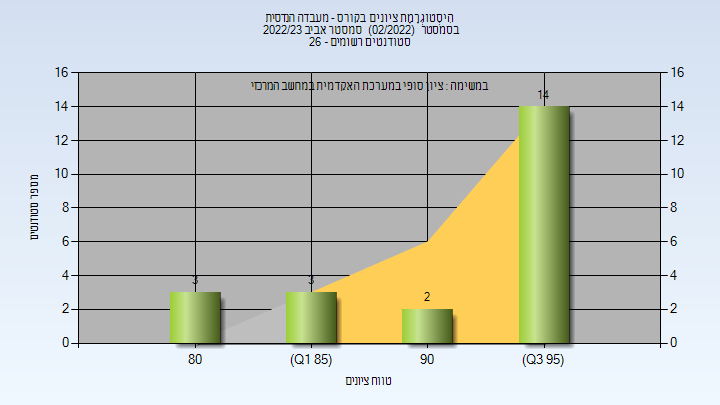 היסטוגרמת ציונים בקורס - מעבדה הנדסית
בסמסטר (02/2022) סמסטר אביב 2022/23
סטודנטים רשומים - 26
במשימה : ציון סופי במערכת האקדמית במחשב המרכזי
16 16
14 14
12 12
10 10
8 8
6 6
4 4
2 2
0 0
3 3 2 14
מספר סטודנטים
80 (Q1 85) 90 (Q3 95)
טווח ציונים